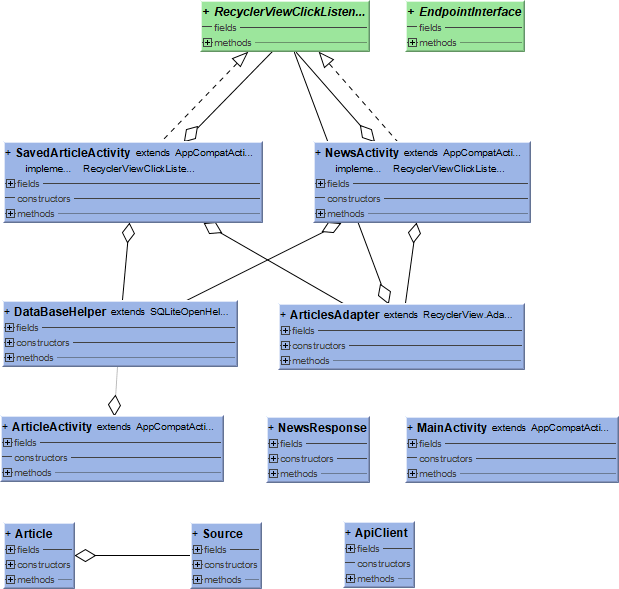 + RecyclerViewClickListen...
fields
methods
+ EndpointInterface
fields
methods
+ SavedArticleActivity extends AppCompatActi...
impleme... RecyclerViewClickListe...
fields
constructors
methods
+ NewsActivity extends AppCompatActi...
impleme... RecyclerViewClickListe...
fields
constructors
methods
+ DataBaseHelper extends SQLiteOpenHel...
fields
constructors
methods
+ ArticlesAdapter extends RecyclerView.Ada...
fields
constructors
methods
+ ArticleActivity extends AppCompatActi...
fields
constructors
methods
+ NewsResponse
fields
constructors
methods
+ MainActivity extends AppCompatActi...
fields
constructors
methods
+ Article
fields
constructors
methods
+ Source
fields
constructors
methods
+ ApiClient
fields
constructors
methods